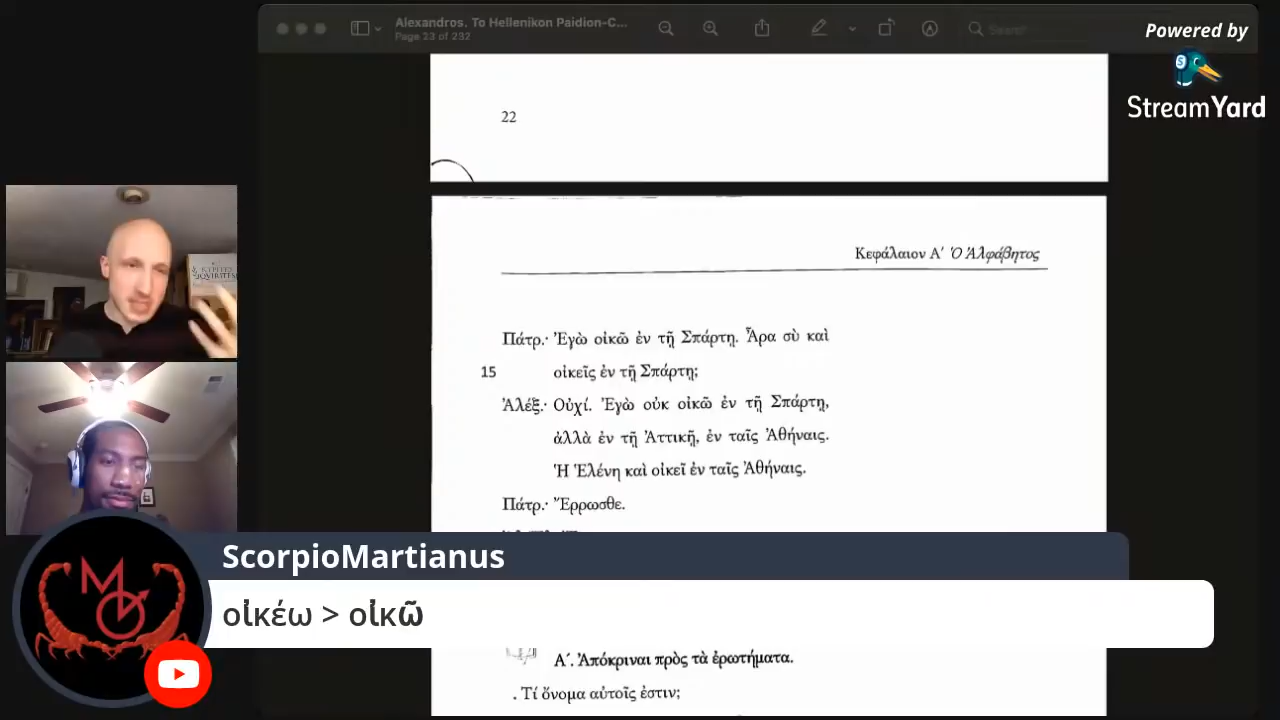 Alexandros. To Hellenikon Paidion-C...
Page 23 of 232
Search
Powered by
StreamYard
22
Κεφάλαιον Α΄ Ὁ Ἀλφάβητος
Πάτρ.· Ἐγὼ οἰκῶ ἐν τῇ Σπάρτῃ. Ἆρα σὺ καὶ
15 οἰκεῖς ἐν τῇ Σπάρτῃ;
Ἀλέξ.· Οὐχί. Ἐγὼ οὐκ οἰκῶ ἐν τῇ Σπάρτῃ,
ἀλλὰ ἐν τῇ Ἀττικῇ, ἐν ταῖς Ἀθήναις.
Ἡ Ἑλένη καὶ οἰκεῖ ἐν ταῖς Ἀθήναις.
Πάτρ.· Ἔρρωσθε.
ScorpioMartianus
οἰκέω > οἰκῶ
Α΄. Ἀπόκριναι πρὸς τὰ ἐρωτήματα.
. Τί ὄνομα αὐτοῖς ἐστιν;